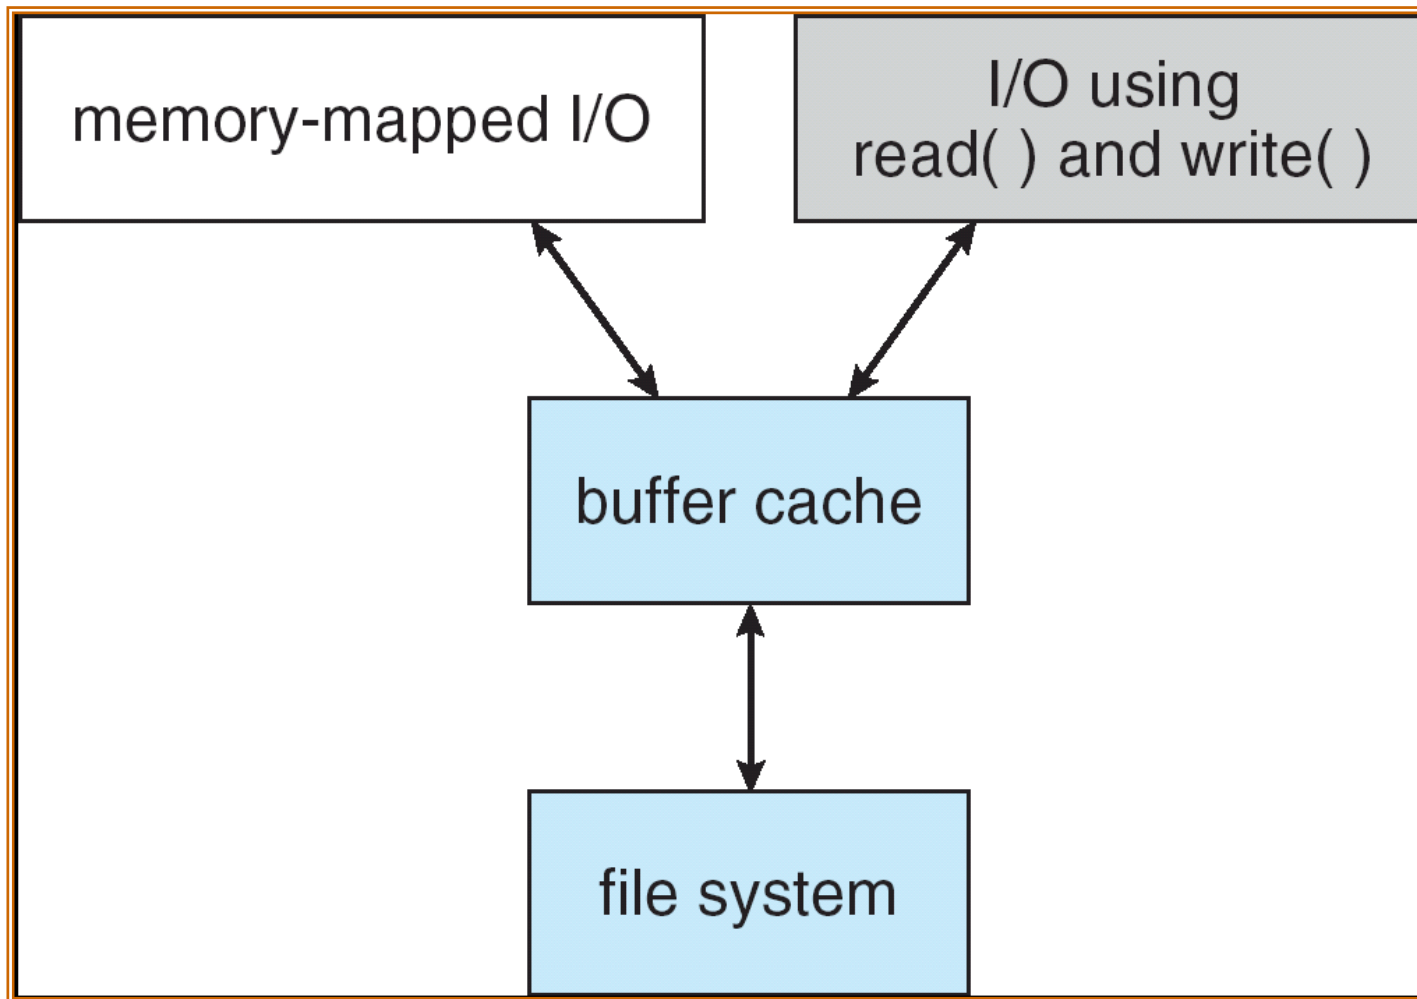 memory-mapped I/O
I/O using
read( ) and write( )
buffer cache
file system